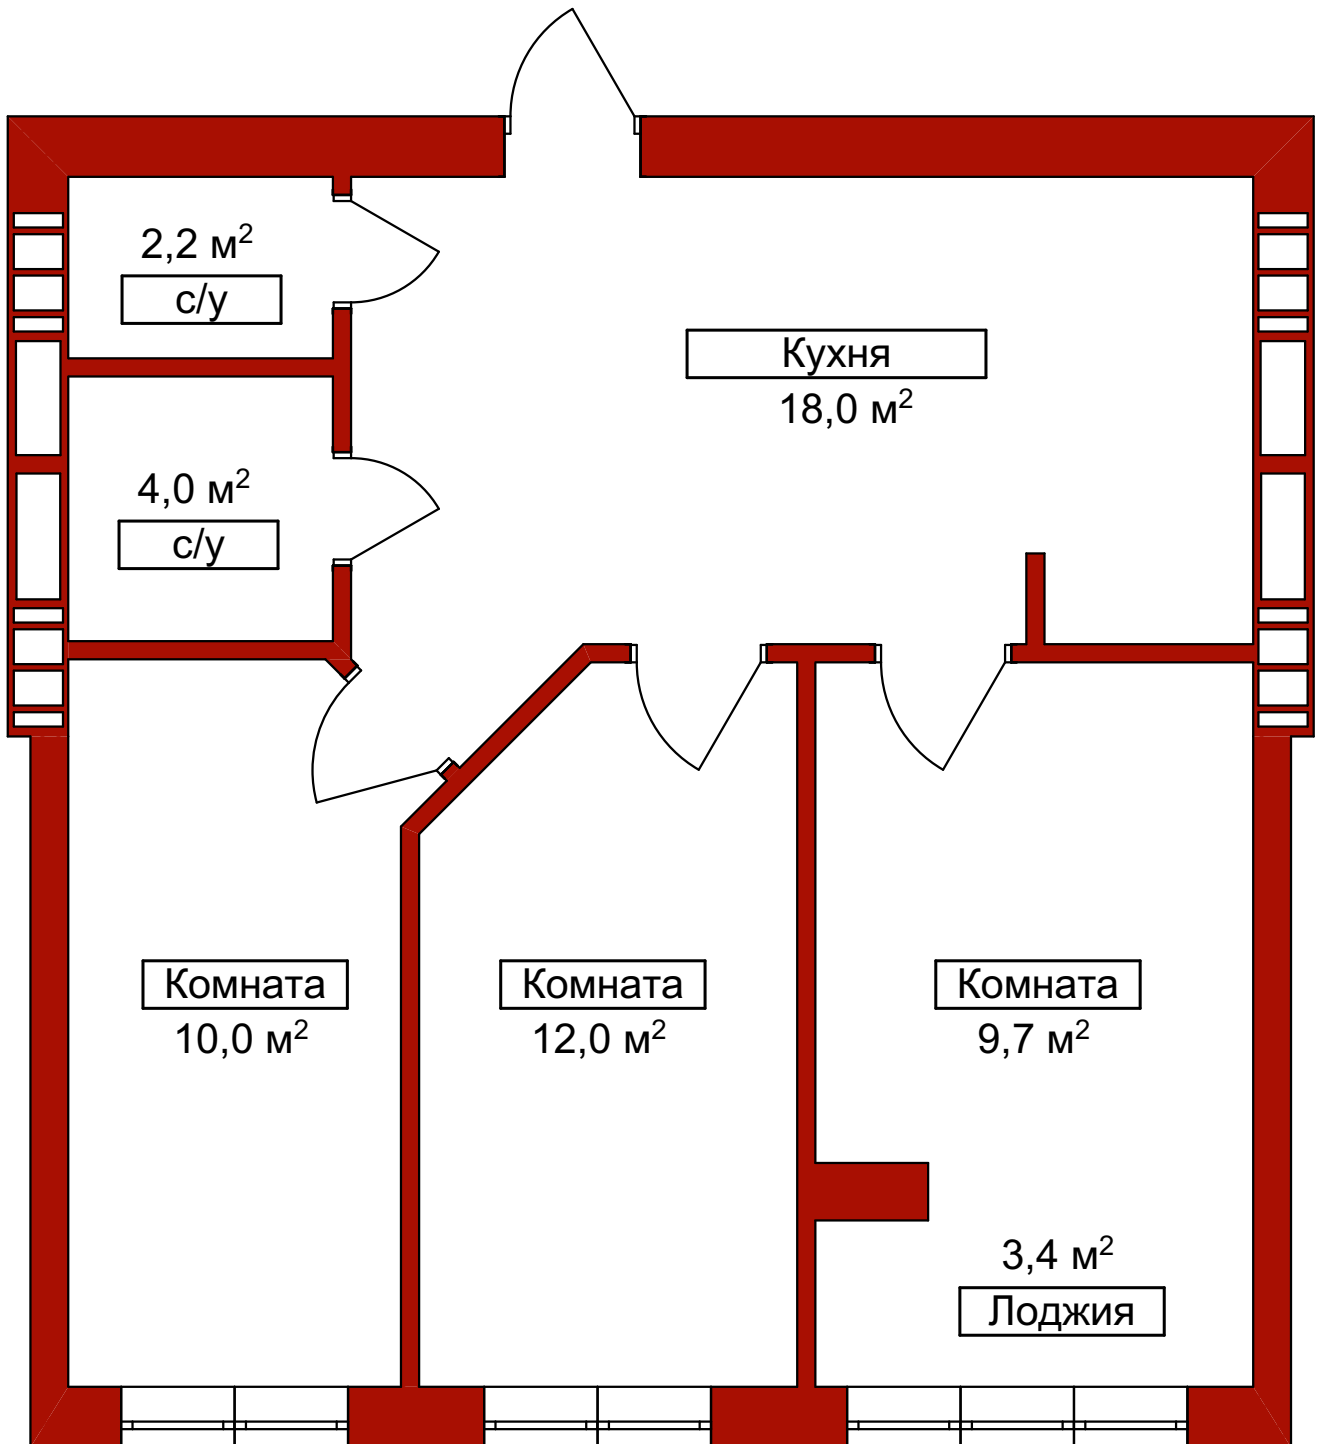 2,2 м²
с/у
Кухня
18,0 м²
4,0 м²
с/у
Комната
10,0 м²
Комната
12,0 м²
Комната
9,7 м²
3,4 м²
Лоджия